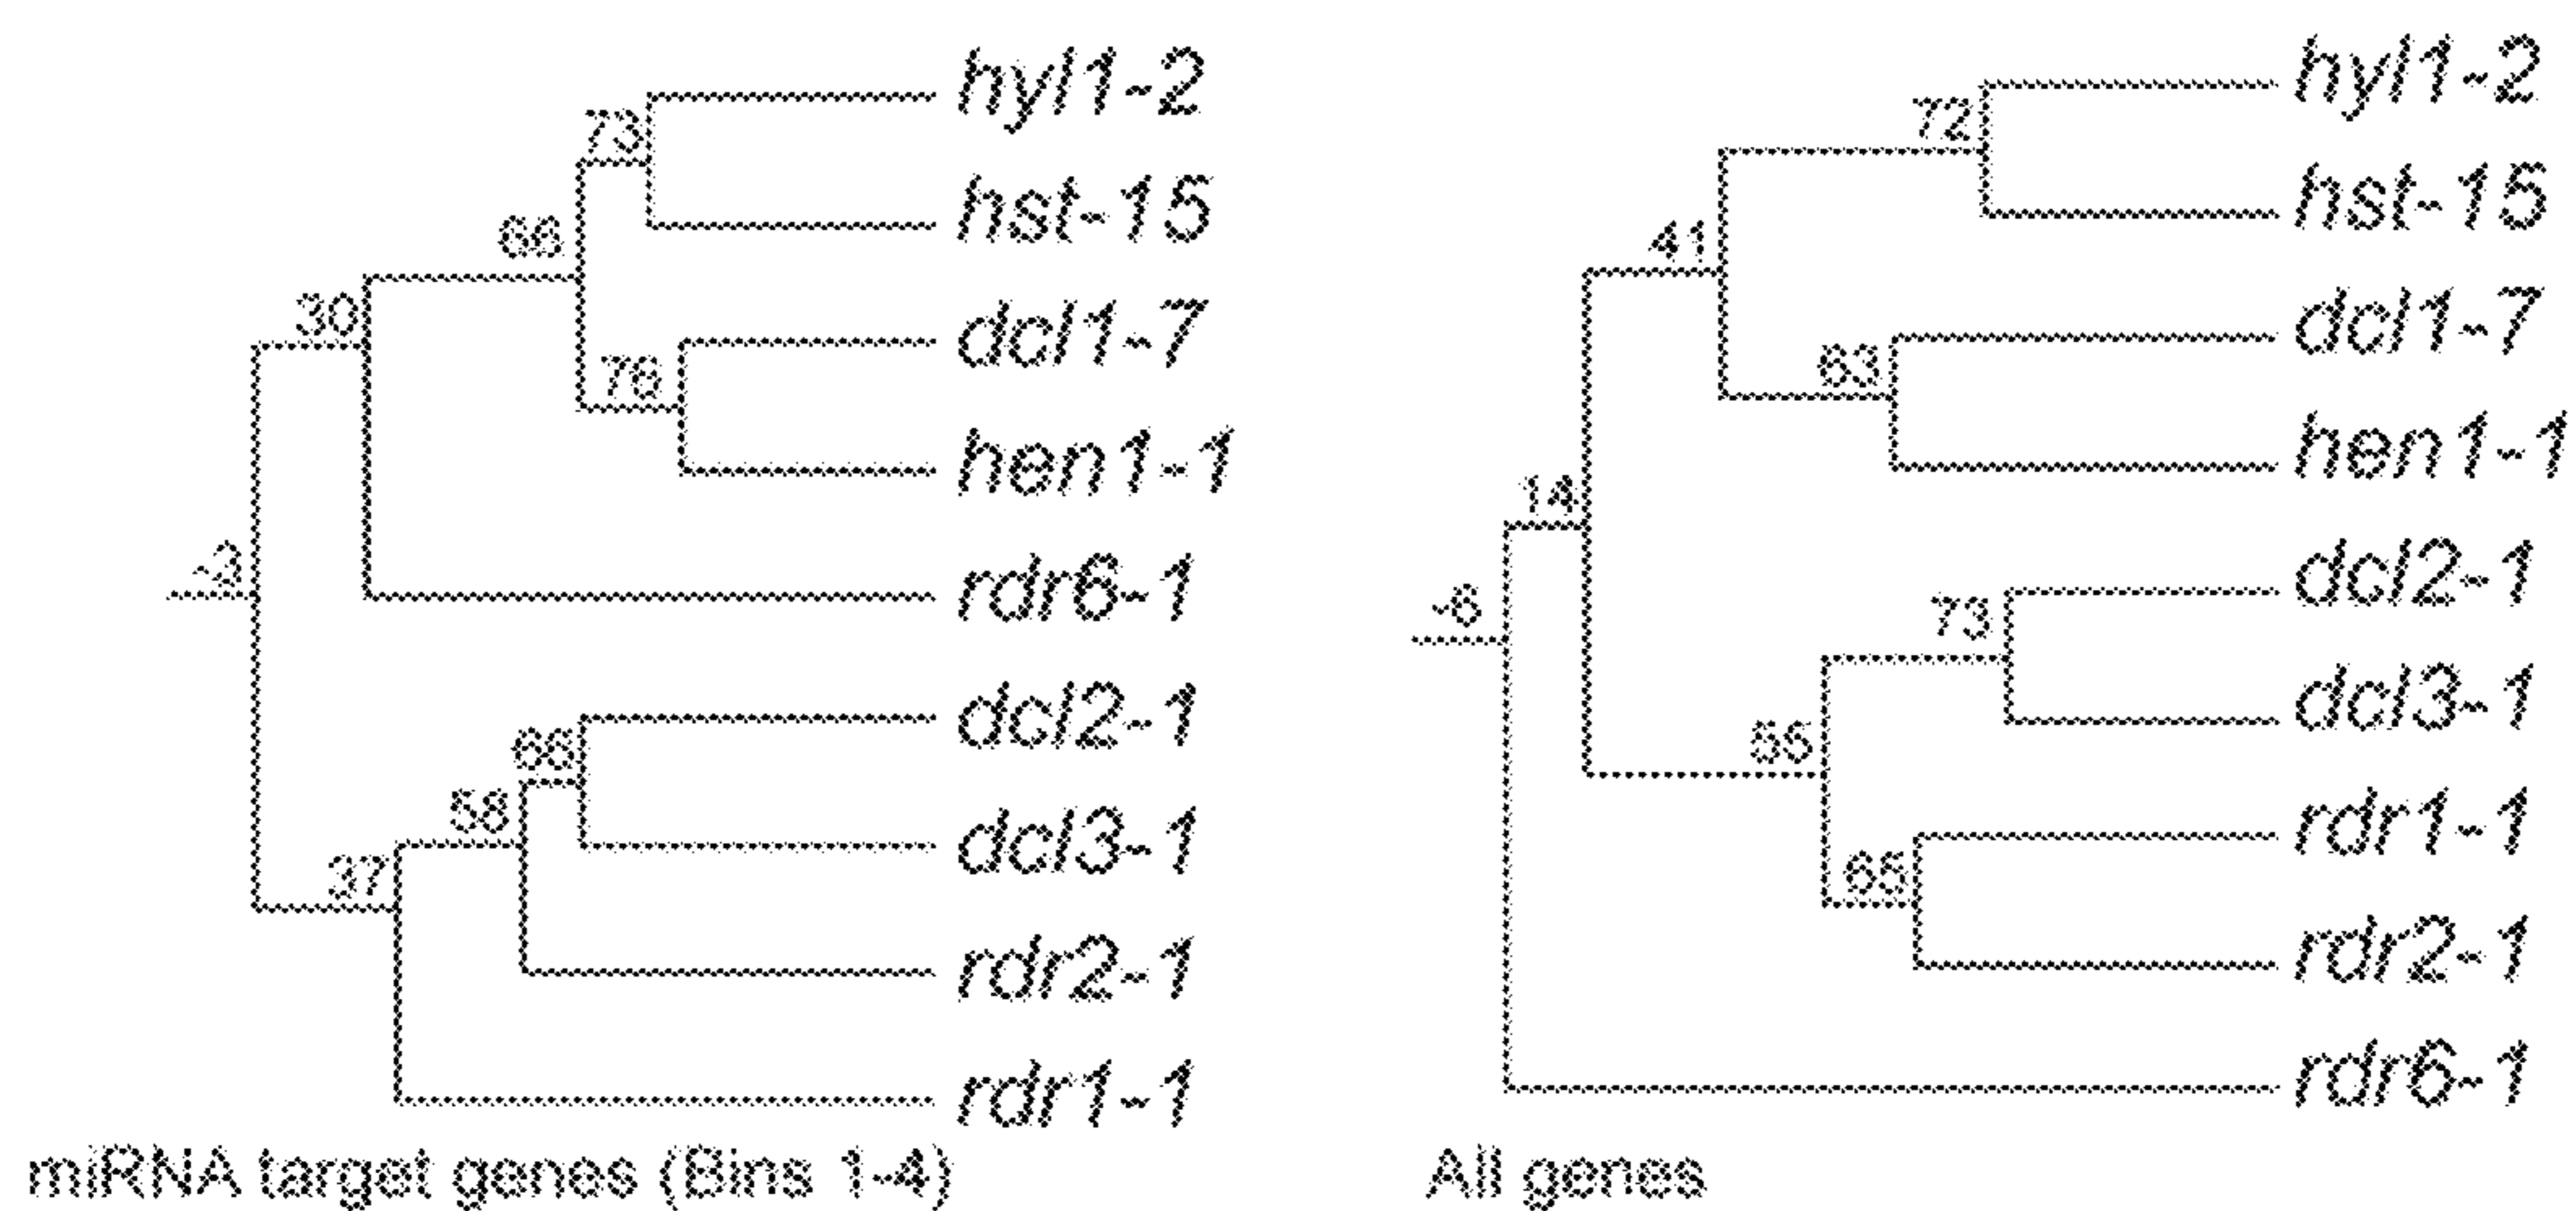 hyl1-2
73
hst-15
66
dcl1-7
30
76
hen1-1
rdr6-1
dcl2-1
66
dcl3-1
58
37
rdr2-1
rdr1-1
miRNA target genes (Bins 1-4)
hyl1-2
72
hst-15
41
dcl1-7
63
hen1-1
14
dcl2-1
-6
73
dcl3-1
rdr1-1
65
rdr2-1
rdr6-1
All genes